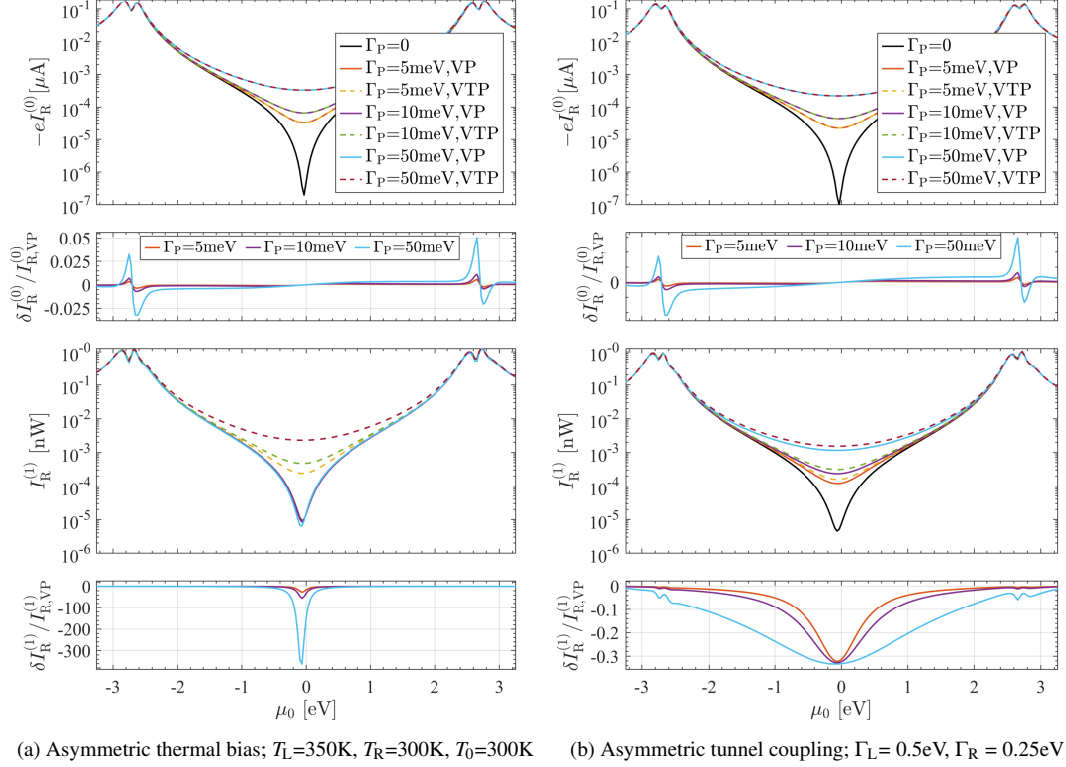 10^-1
10^-2
10^-3
10^-4
10^-5
10^-6
10^-7
−eI_R^(0) [μA]
Γ_P=0
Γ_P=5meV,VP
Γ_P=5meV,VTP
Γ_P=10meV,VP
Γ_P=10meV,VTP
Γ_P=50meV,VP
Γ_P=50meV,VTP
0.05
0.025
0
-0.025
δI_R^(0)/I_R,VP^(0)
Γ_P=5meV Γ_P=10meV Γ_P=50meV
10^-0
10^-1
10^-2
10^-3
10^-4
10^-5
10^-6
I_R^(1) [nW]
0
-100
-200
-300
δI_R^(1)/I_R,VP^(1)
-3 -2 -1 0 1 2 3
μ_0 [eV]
(a) Asymmetric thermal bias; T_L=350K, T_R=300K, T_0=300K
10^-1
10^-2
10^-3
10^-4
10^-5
10^-6
10^-7
−eI_R^(0) [μA]
Γ_P=0
Γ_P=5meV,VP
Γ_P=5meV,VTP
Γ_P=10meV,VP
Γ_P=10meV,VTP
Γ_P=50meV,VP
Γ_P=50meV,VTP
δI_R^(0)/I_R,VP^(0)
Γ_P=5meV Γ_P=10meV Γ_P=50meV
10^-0
10^-1
10^-2
10^-3
10^-4
10^-5
10^-6
I_R^(1) [nW]
0
-0.1
-0.2
-0.3
δI_R^(1)/I_R,VP^(1)
-3 -2 -1 0 1 2 3
μ_0 [eV]
(b) Asymmetric tunnel coupling; Γ_L= 0.5eV, Γ_R = 0.25eV